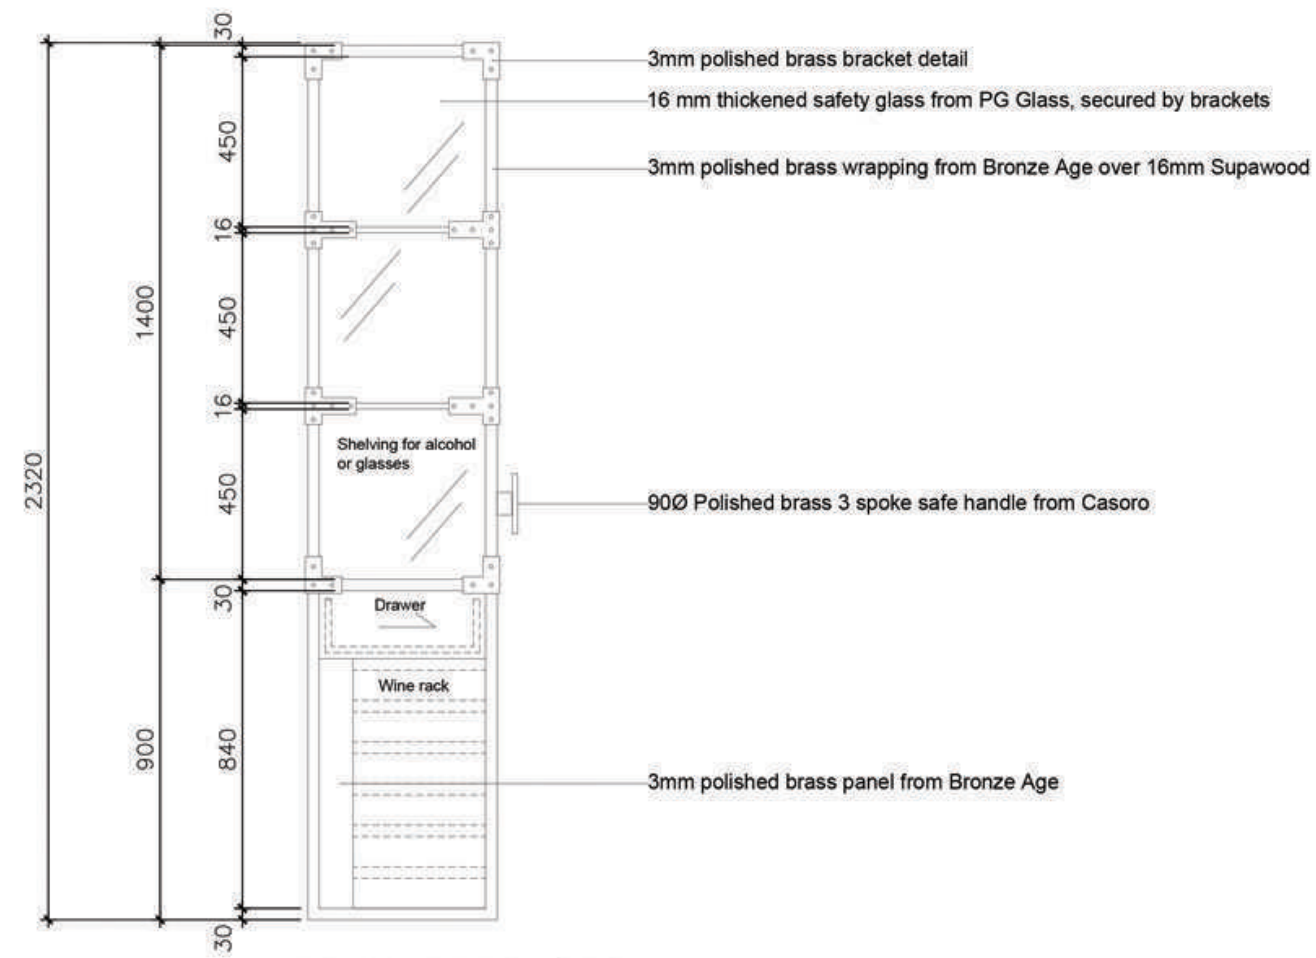 30
3mm polished brass bracket detail
16 mm thickened safety glass from PG Glass, secured by brackets
450
3mm polished brass wrapping from Bronze Age over 16mm Supawood
16
1400
450
16
Shelving for alcohol
or glasses
2320
450
90Ø Polished brass 3 spoke safe handle from Casoro
30
Drawer
Wine rack
900
840
3mm polished brass panel from Bronze Age
30